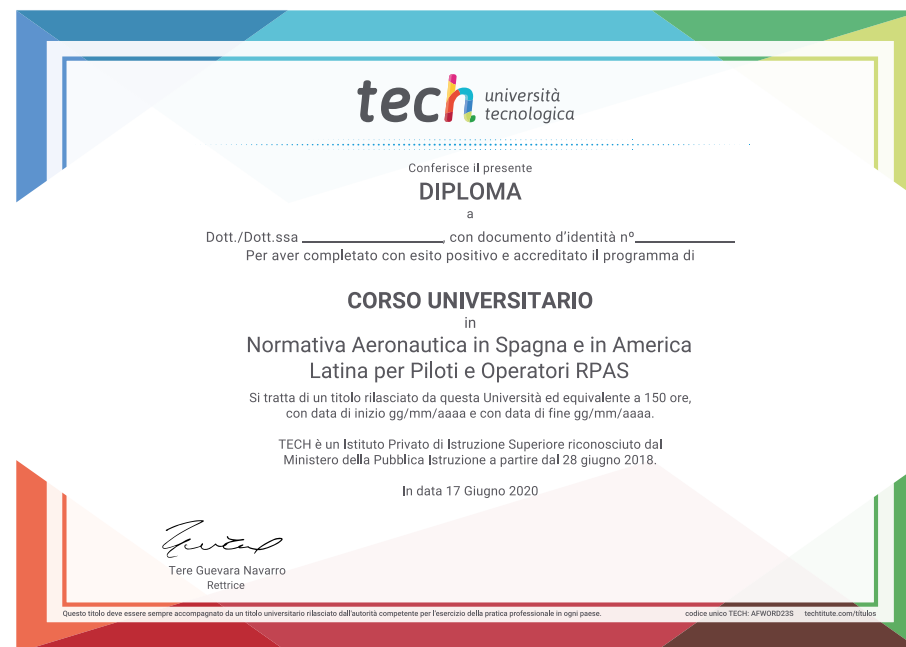 tech università
tecnologica
Conferisce il presente
DIPLOMA
a
Dott./Dott.ssa ____________________, con documento d'identità nº______________
Per aver completato con esito positivo e accreditato il programma di
CORSO UNIVERSITARIO
in
Normativa Aeronautica in Spagna e in America
Latina per Piloti e Operatori RPAS
Si tratta di un titolo rilasciato da questa Università ed equivalente a 150 ore,
con data di inizio gg/mm/aaaa e con data di fine gg/mm/aaaa.
TECH è un Istituto Privato di Istruzione Superiore riconosciuto dal
Ministero della Pubblica Istruzione a partire dal 28 giugno 2018.
In data 17 Giugno 2020
Tere Guevara Navarro
Rettrice
Questo titolo deve essere sempre accompagnato da un titolo universitario rilasciato dall'autorità competente per l'esercizio della pratica professionale in ogni paese. codice unico TECH: AFWORD23S techtitute.com/títulos